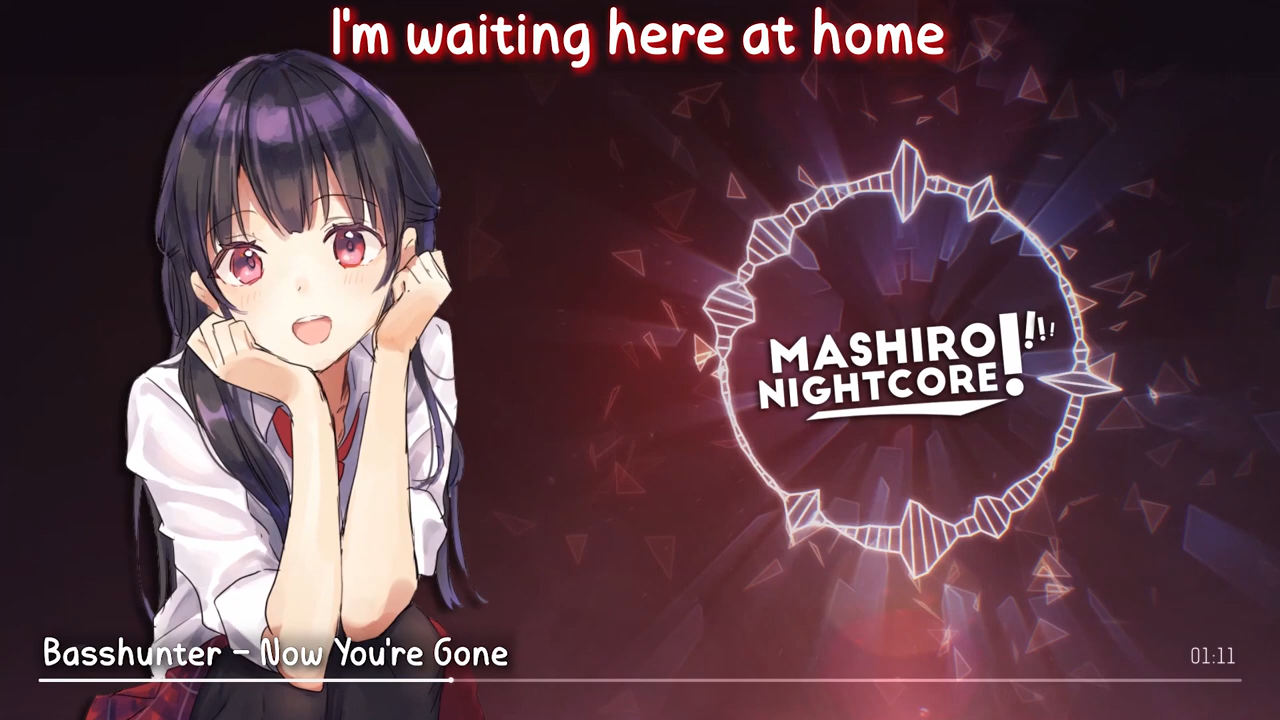 I'm waiting here at home
MASHIRO
NIGHTCORE!!!!
Basshunter - Now You're Gone
01:11